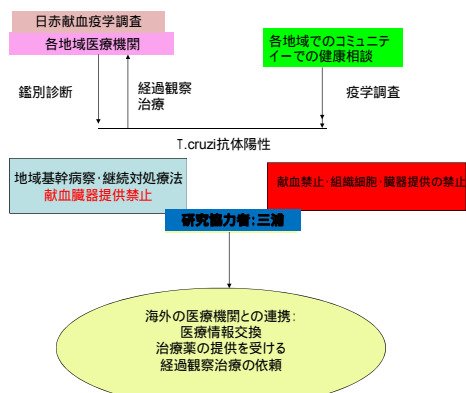 日赤献血疫学調査
各地域医療機関
各地域でのコミュニテ
イーでの健康相談
鑑別診断
経過観察
治療
疫学調査
T.cruzi抗体陽性
地域基幹病察・継続対処療法
献血臓器提供禁止
献血禁止・組織細胞・臓器提供の禁止
研究協力者：三浦
海外の医療機関との連携：
医療情報交換
治療薬の提供を受ける
経過観察治療の依頼